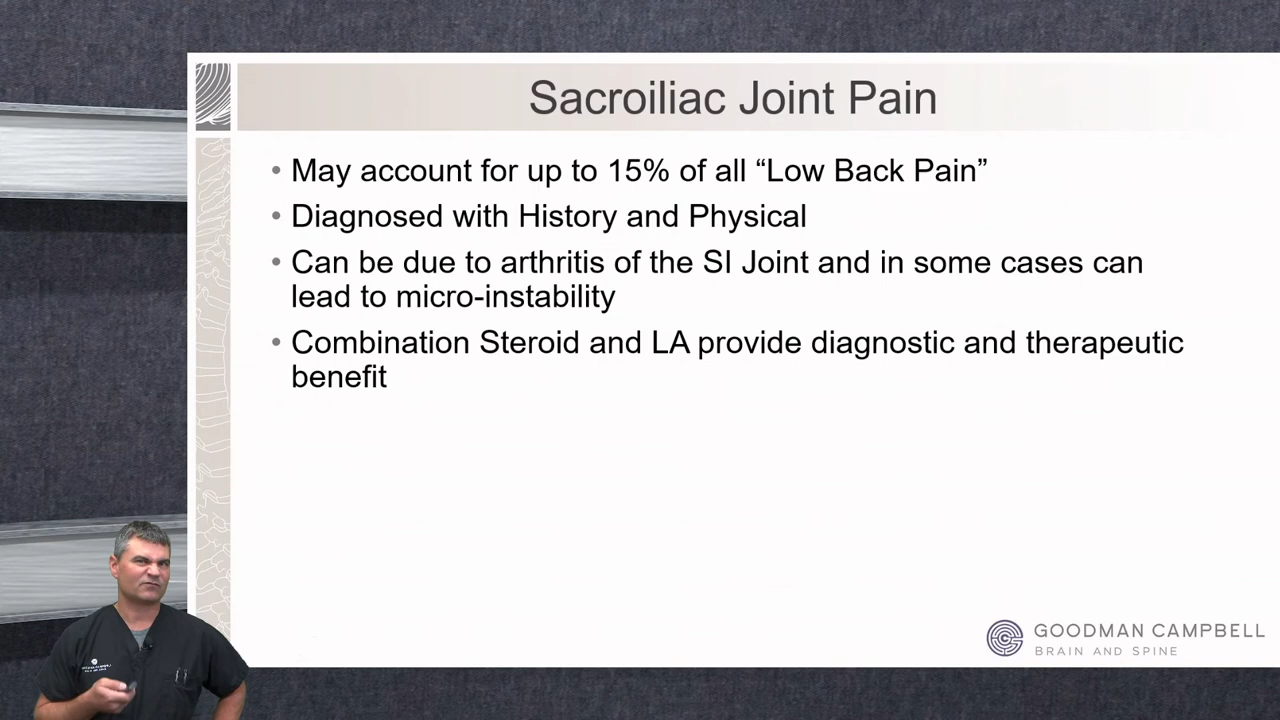 Sacroiliac Joint Pain
• May account for up to 15% of all “Low Back Pain”
• Diagnosed with History and Physical
• Can be due to arthritis of the SI Joint and in some cases can
lead to micro-instability
• Combination Steroid and LA provide diagnostic and therapeutic
benefit
GOODMAN CAMPBELL
BRAIN AND SPINE